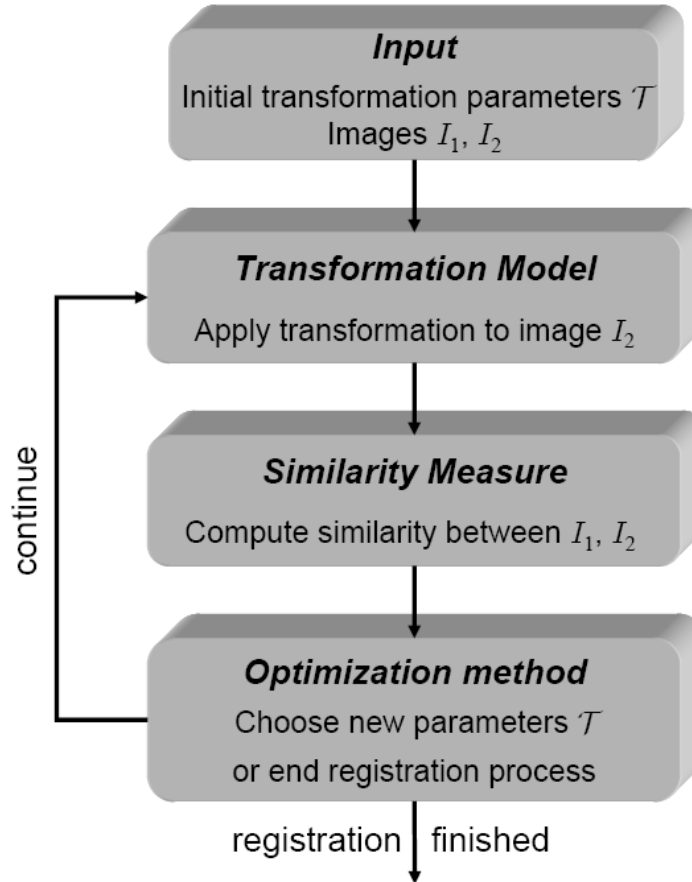 Input
Initial transformation parameters 𝒯
Images I₁, I₂
Transformation Model
Apply transformation to image I₂
continue
Similarity Measure
Compute similarity between I₁, I₂
Optimization method
Choose new parameters 𝒯
or end registration process
registration finished